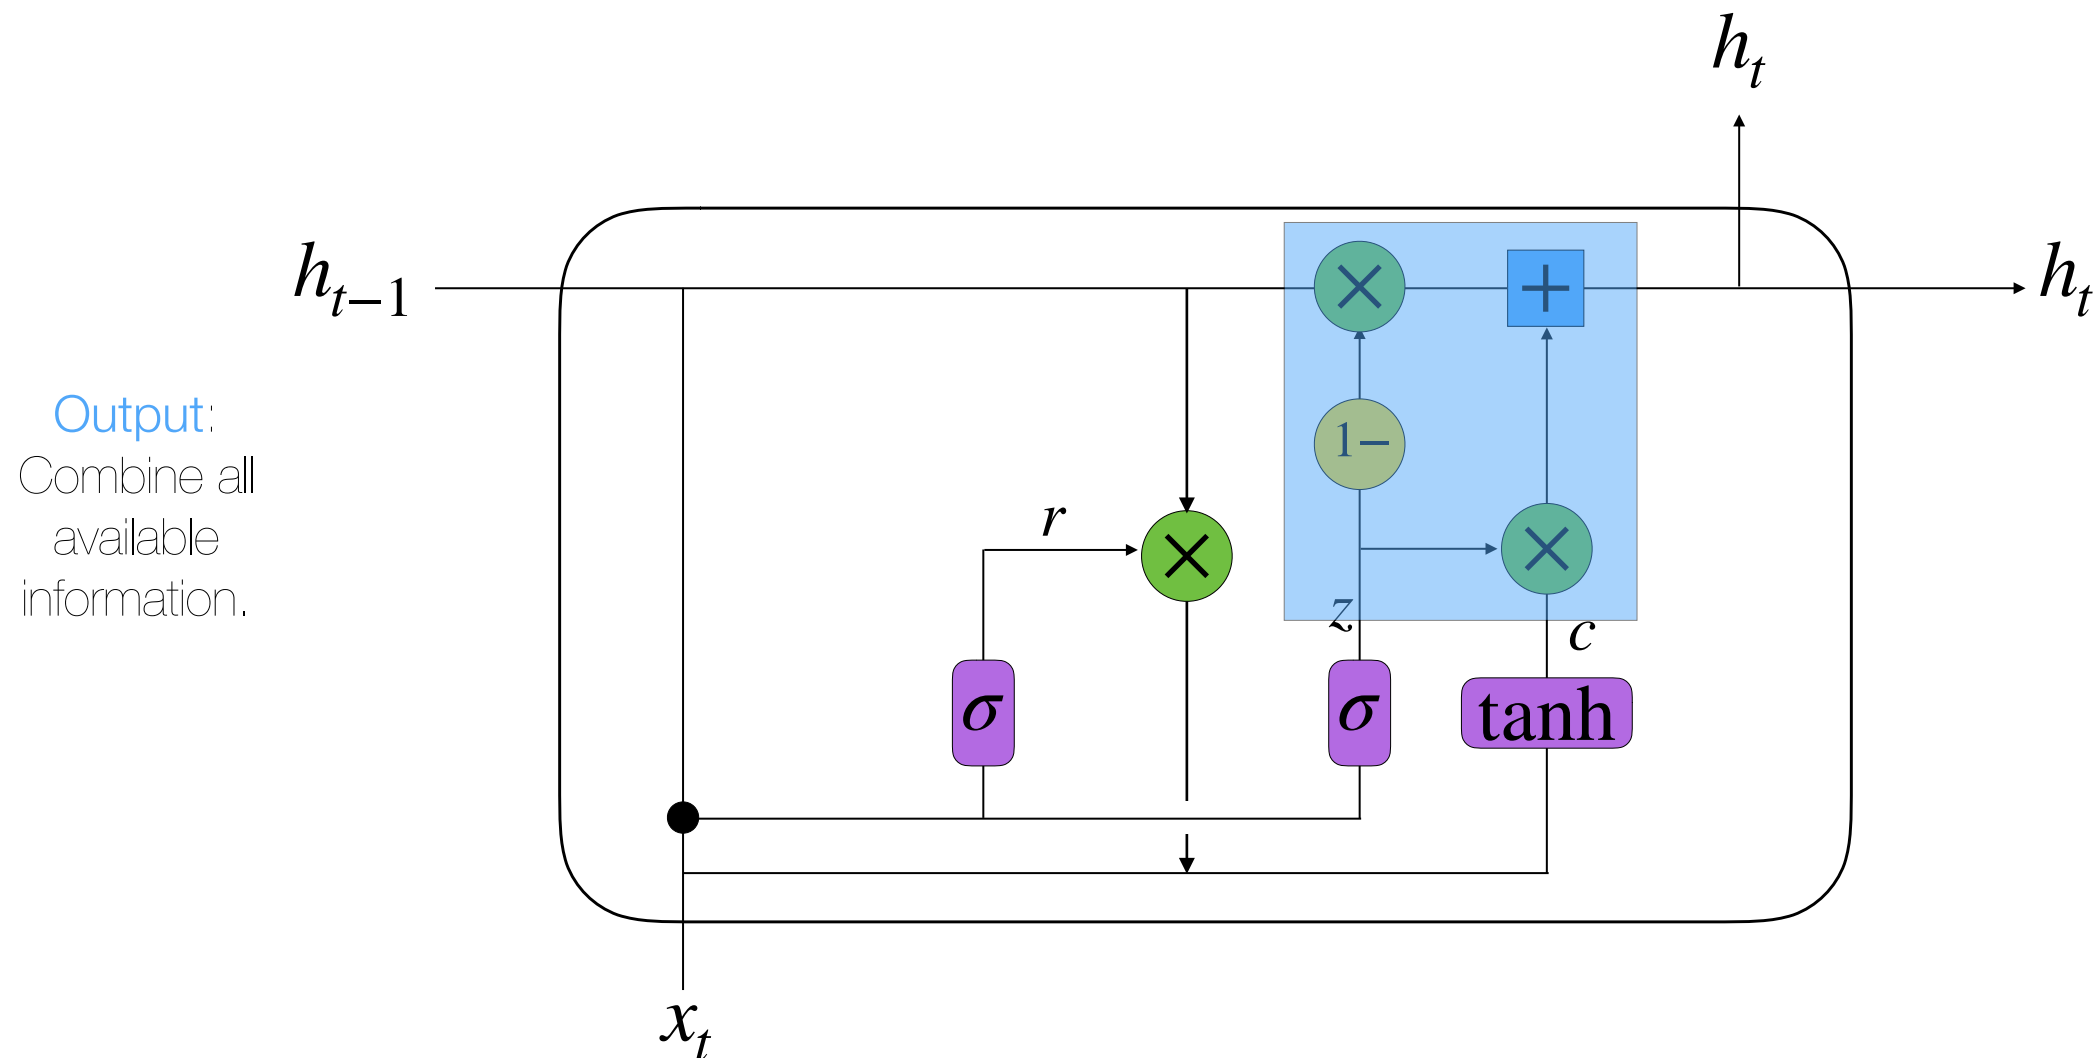 h_t
h_{t−1}
h_t
Output:
Combine all
available
information.
×
+
1−
r
×
×
z
c
σ
σ
tanh
x_t